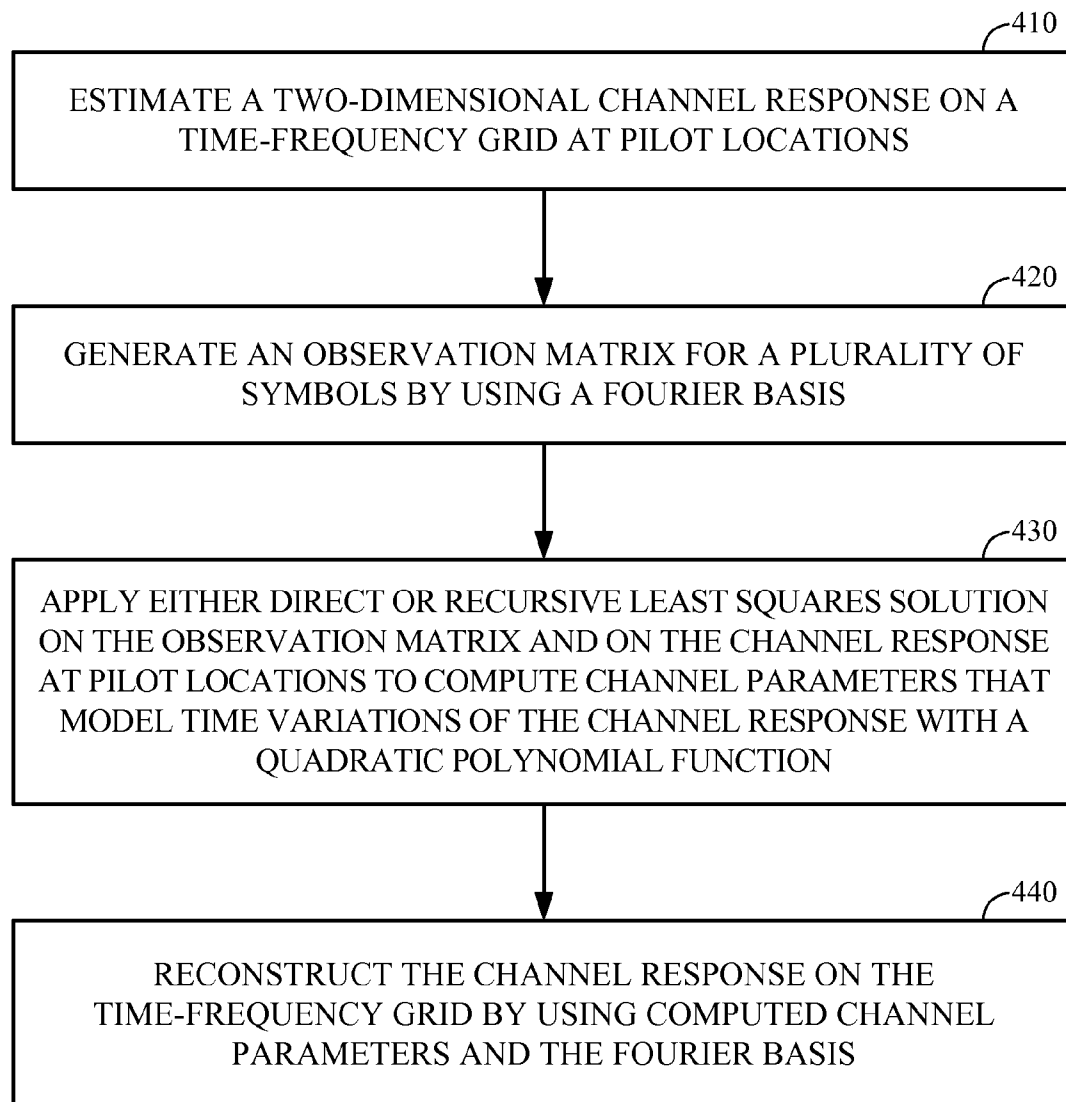 410
ESTIMATE A TWO-DIMENSIONAL CHANNEL RESPONSE ON A
TIME-FREQUENCY GRID AT PILOT LOCATIONS
420
GENERATE AN OBSERVATION MATRIX FOR A PLURALITY OF
SYMBOLS BY USING A FOURIER BASIS
430
APPLY EITHER DIRECT OR RECURSIVE LEAST SQUARES SOLUTION
ON THE OBSERVATION MATRIX AND ON THE CHANNEL RESPONSE
AT PILOT LOCATIONS TO COMPUTE CHANNEL PARAMETERS THAT
MODEL TIME VARIATIONS OF THE CHANNEL RESPONSE WITH A
QUADRATIC POLYNOMIAL FUNCTION
440
RECONSTRUCT THE CHANNEL RESPONSE ON THE
TIME-FREQUENCY GRID BY USING COMPUTED CHANNEL
PARAMETERS AND THE FOURIER BASIS